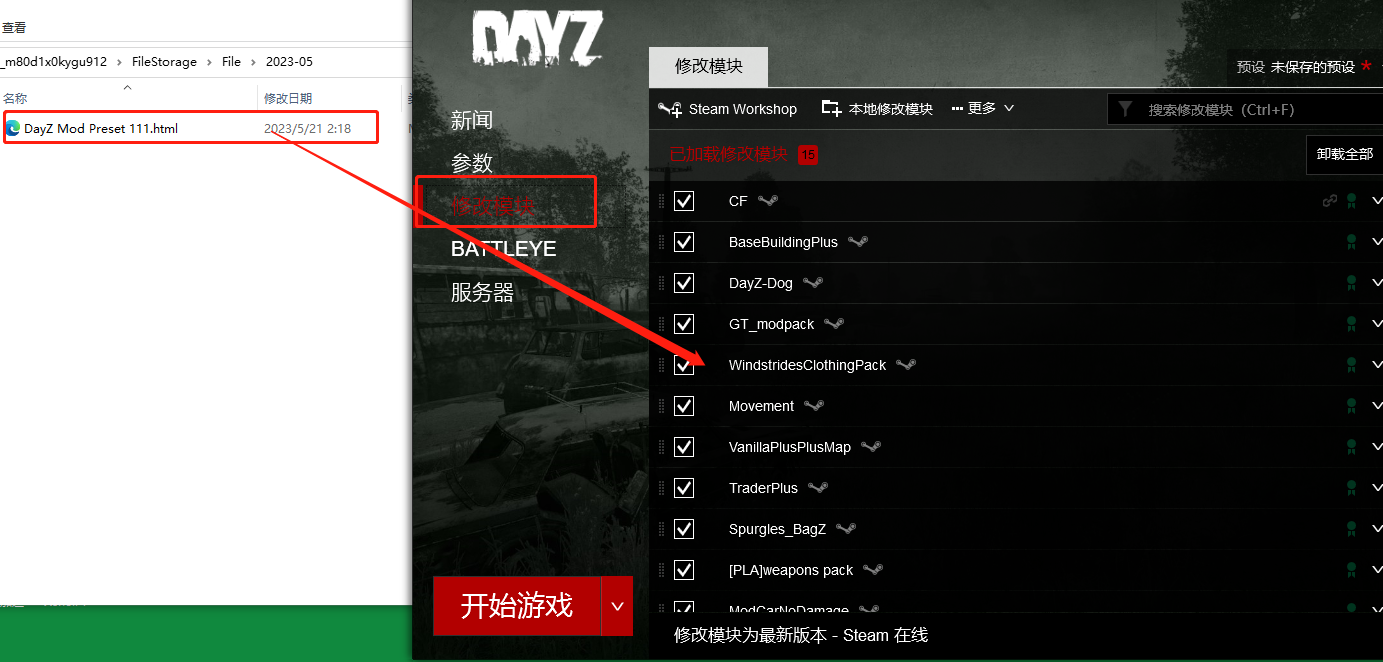 查看
_m80d1x0kygu912 › FileStorage › File › 2023-05
名称 修改日期
DayZ Mod Preset 111.html 2023/5/21 2:18
DAYZ
新闻
参数
修改模块
BATTLEYE
服务器
开始游戏
修改模块
预设 未保存的预设 *
Steam Workshop 本地修改模块 ··· 更多
搜索修改模块（Ctrl+F）
已加载修改模块 15
卸载全部
CF
BaseBuildingPlus
DayZ-Dog
GT_modpack
WindstridesClothingPack
Movement
VanillaPlusPlusMap
TraderPlus
Spurgles_BagZ
[PLA]weapons pack
ModCarNoDamage
修改模块为最新版本 - Steam 在线